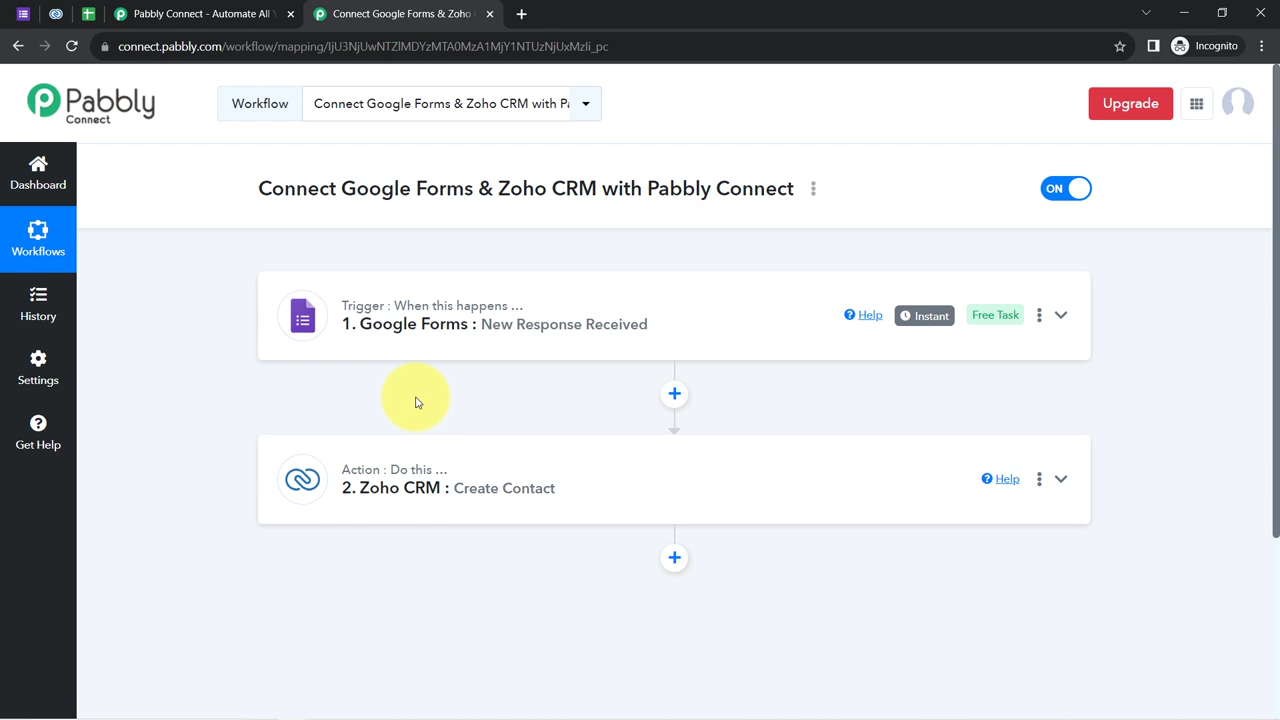 Pabbly Connect - Automate All Y
Connect Google Forms & Zoho
connect.pabbly.com/workflow/mapping/IjU3NjUwNTZlMDYzMTA0MzA1MjY1NTUzNjUxMzli_pc
Incognito
Pabbly
Connect
Workflow
Connect Google Forms & Zoho CRM with Pa
Upgrade
Dashboard
Workflows
History
Settings
Get Help
Connect Google Forms & Zoho CRM with Pabbly Connect
ON
Trigger : When this happens ...
1. Google Forms : New Response Received
Help
Instant
Free Task
Action : Do this ...
2. Zoho CRM : Create Contact
Help